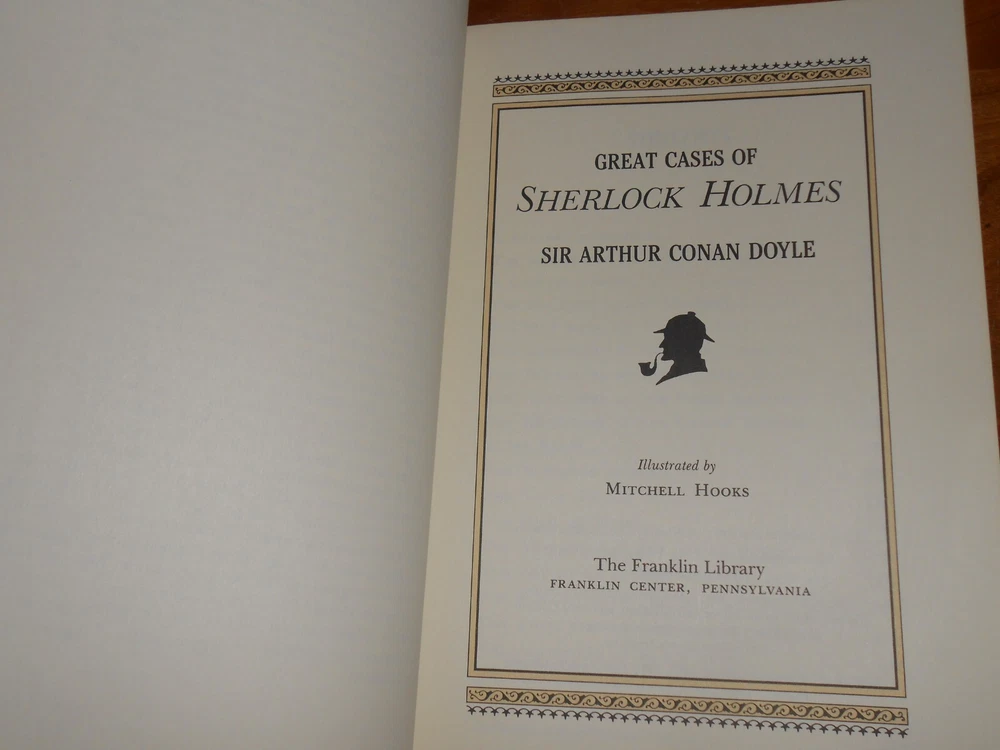 GREAT CASES OF
SHERLOCK HOLMES
SIR ARTHUR CONAN DOYLE
Illustrated by
MITCHELL HOOKS
The Franklin Library
FRANKLIN CENTER, PENNSYLVANIA